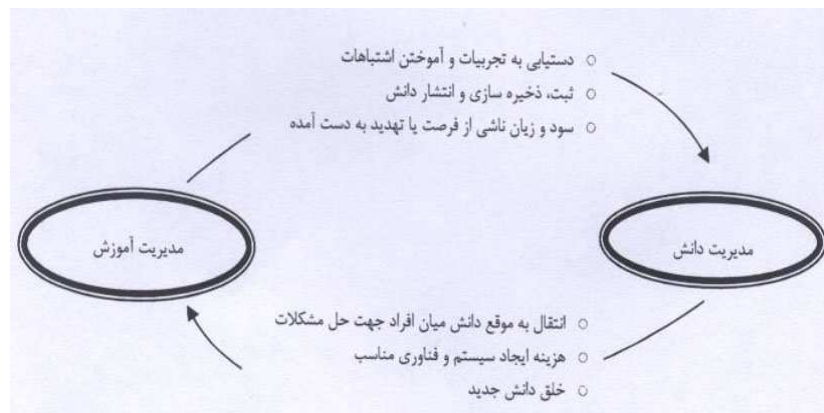 ○ دستیابی به تجربیات و آموختن اشتباهات
○ ثبت، ذخیره سازی و انتشار دانش
○ سود و زیان ناشی از فرصت یا تهدید به دست آمده
مدیریت دانش
مدیریت آموزش
○ انتقال به موقع دانش میان افراد جهت حل مشکلات
○ هزینه ایجاد سیستم و فناوری مناسب
○ خلق دانش جدید